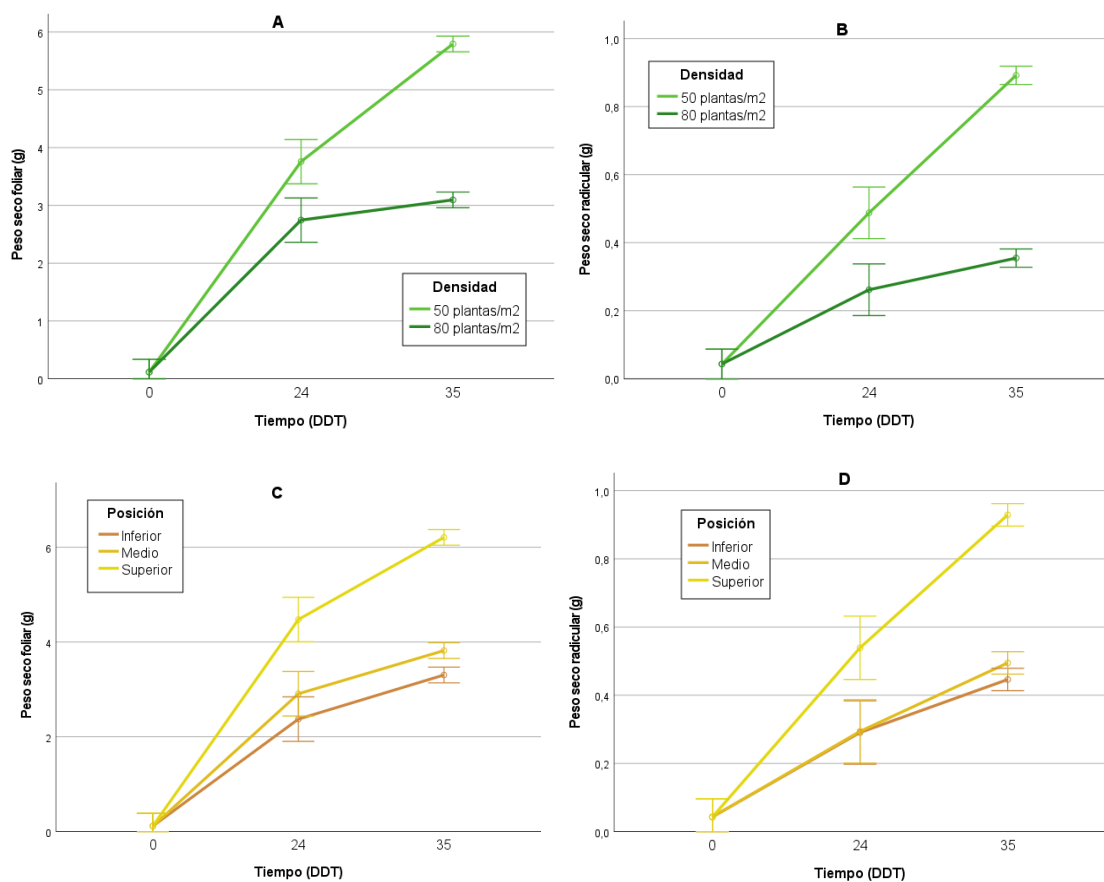 A
Peso seco foliar (g)
6
5
4
3
2
1
0
Densidad
50 plantas/m2
80 plantas/m2
0 24 35
Tiempo (DDT)
B
Peso seco radicular (g)
1,0
0,8
0,6
0,4
0,2
0,0
Densidad
50 plantas/m2
80 plantas/m2
0 24 35
Tiempo (DDT)
C
Peso seco foliar (g)
6
4
2
0
Posición
Inferior
Medio
Superior
0 24 35
Tiempo (DDT)
D
Peso seco radicular (g)
1,0
0,8
0,6
0,4
0,2
0,0
Posición
Inferior
Medio
Superior
0 24 35
Tiempo (DDT)